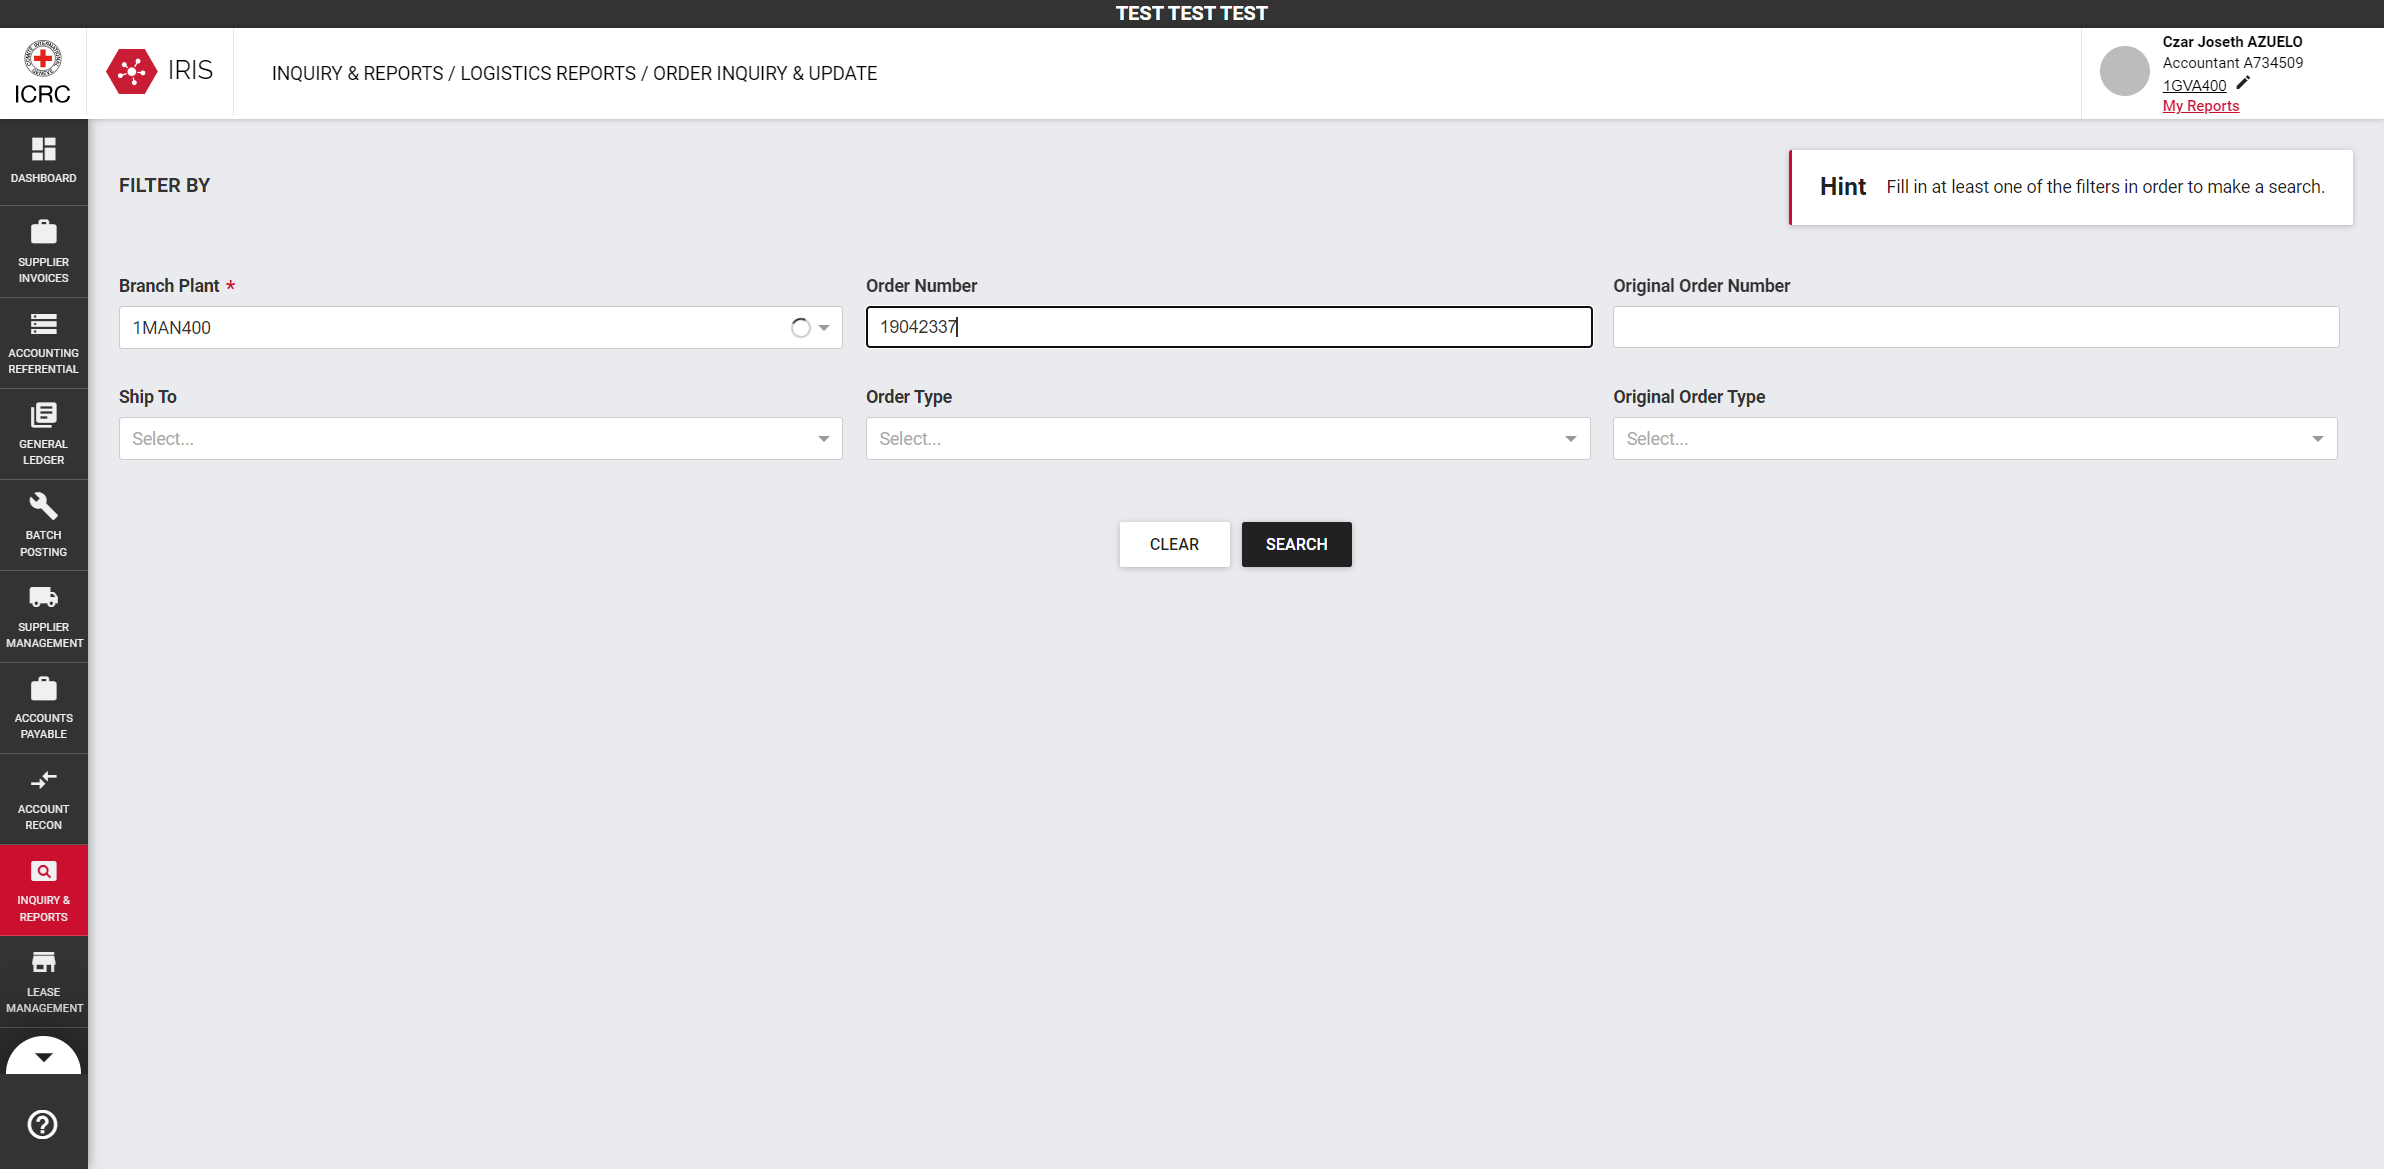 TEST TEST TEST
ICRC
IRIS
INQUIRY & REPORTS / LOGISTICS REPORTS / ORDER INQUIRY & UPDATE
Czar Joseth AZUELO
Accountant A734509
1GVA400
My Reports
DASHBOARD
SUPPLIER
INVOICES
ACCOUNTING
REFERENTIAL
GENERAL
LEDGER
BATCH
POSTING
SUPPLIER
MANAGEMENT
ACCOUNTS
PAYABLE
ACCOUNT
RECON
INQUIRY &
REPORTS
LEASE
MANAGEMENT
FILTER BY
Hint Fill in at least one of the filters in order to make a search.
Branch Plant *
1MAN400
Order Number
19042337
Original Order Number
Ship To
Select...
Order Type
Select...
Original Order Type
Select...
CLEAR
SEARCH